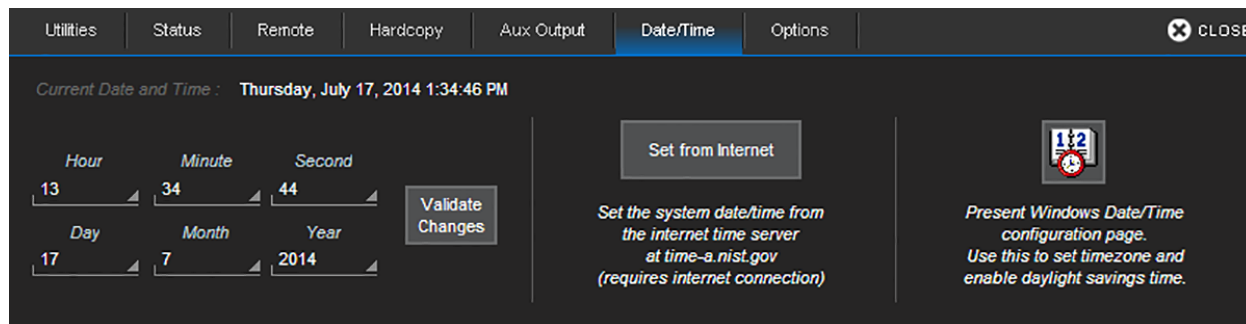 Utilities Status Remote Hardcopy Aux Output Date/Time Options CLOSE
Current Date and Time : Thursday, July 17, 2014 1:34:46 PM
Hour Minute Second
13 34 44
Day Month Year
17 7 2014
Validate
Changes
Set from Internet
Set the system date/time from
the internet time server
at time-a.nist.gov
(requires internet connection)
12
Present Windows Date/Time
configuration page.
Use this to set timezone and
enable daylight savings time.